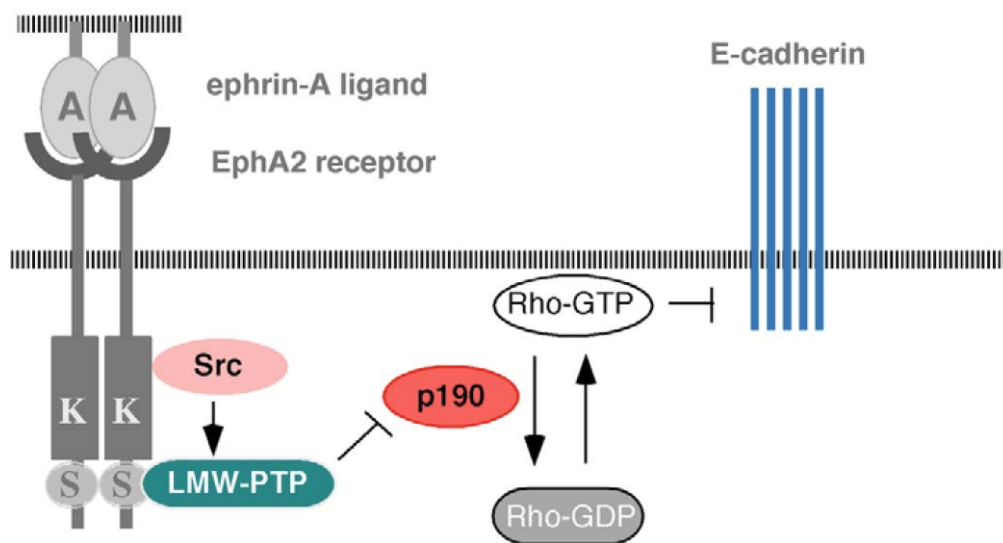 E-cadherin
A A
ephrin-A ligand
EphA2 receptor
Rho-GTP
Src
K K
p190
S S
LMW-PTP
Rho-GDP